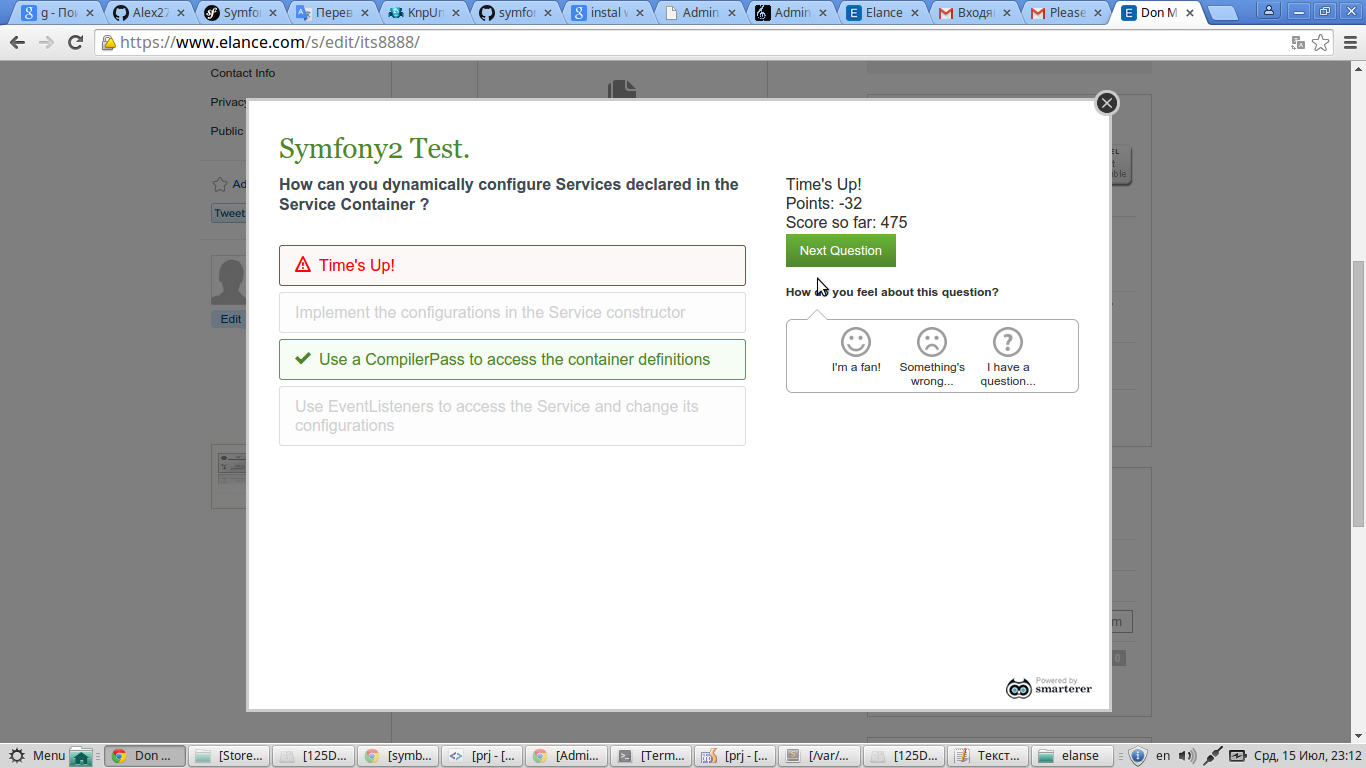 g - Пои
Alex27
Symfo
Перев
KnpUn
symfo
instal v
Admin
Admin
Elance
Входя
Please
Don M
https://www.elance.com/s/edit/its8888/
Contact Info
Privacy
Public
Ad
Tweet
Edit
EL
Symfony2 Test.
How can you dynamically configure Services declared in the
Service Container ?
Time's Up!
Implement the configurations in the Service constructor
Use a CompilerPass to access the container definitions
Use EventListeners to access the Service and change its
configurations
Time's Up!
Points: -32
Score so far: 475
Next Question
How do you feel about this question?
I'm a fan!
Something's
wrong...
I have a
question...
Powered by
smarterer
Menu
Don ...
[Store...
[125D...
[symb...
[prj - [...
[Admi...
[Term...
[prj - [...
[/var/...
[125D...
Текст...
elanse
en
Срд, 15 Июл, 23:12